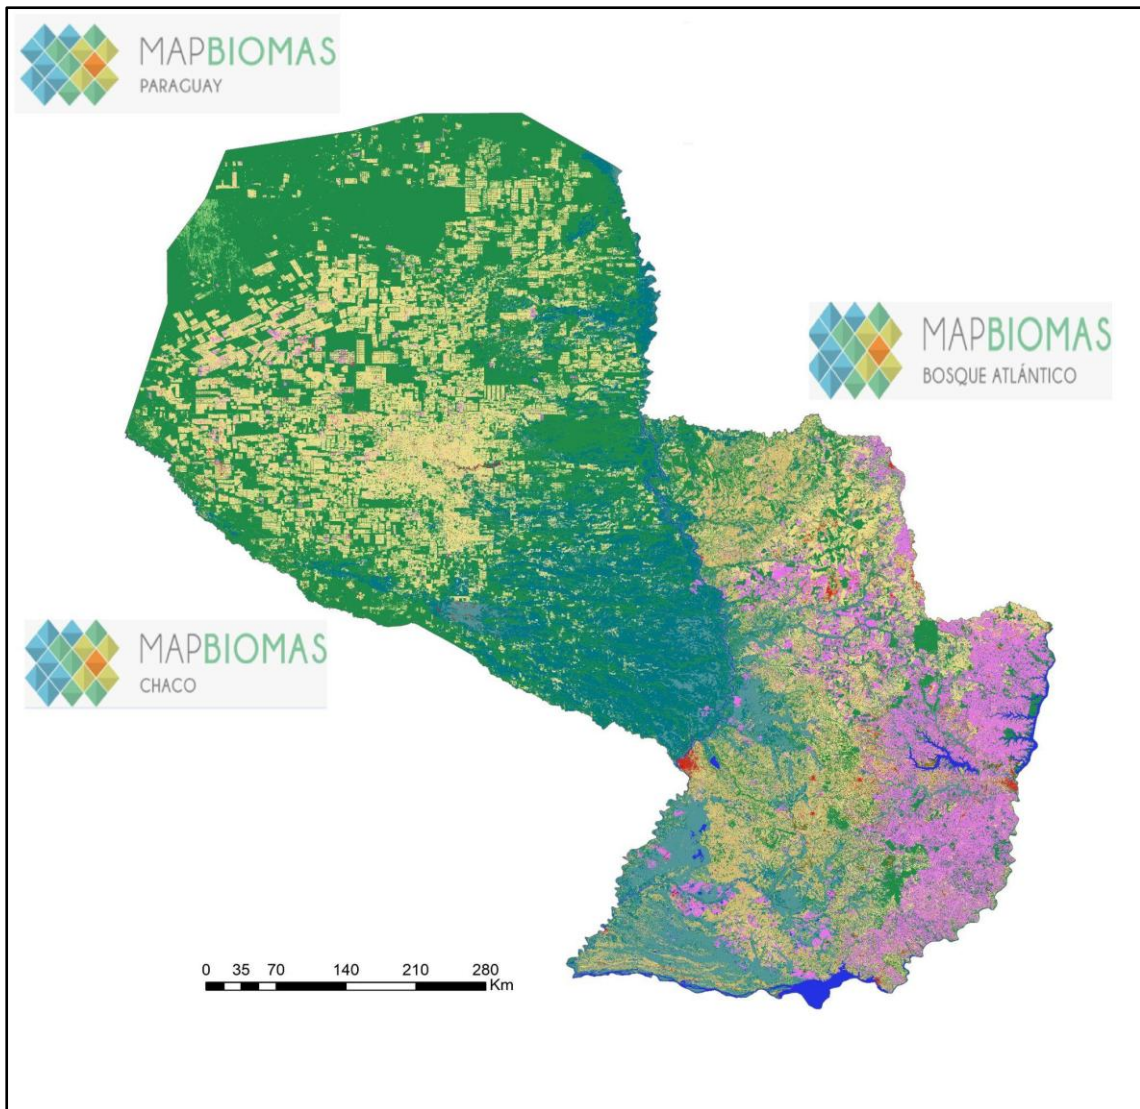 MAPBIOMAS
PARAGUAY
MAPBIOMAS
BOSQUE ATLÁNTICO
MAPBIOMAS
CHACO
0 35 70 140 210 280
Km